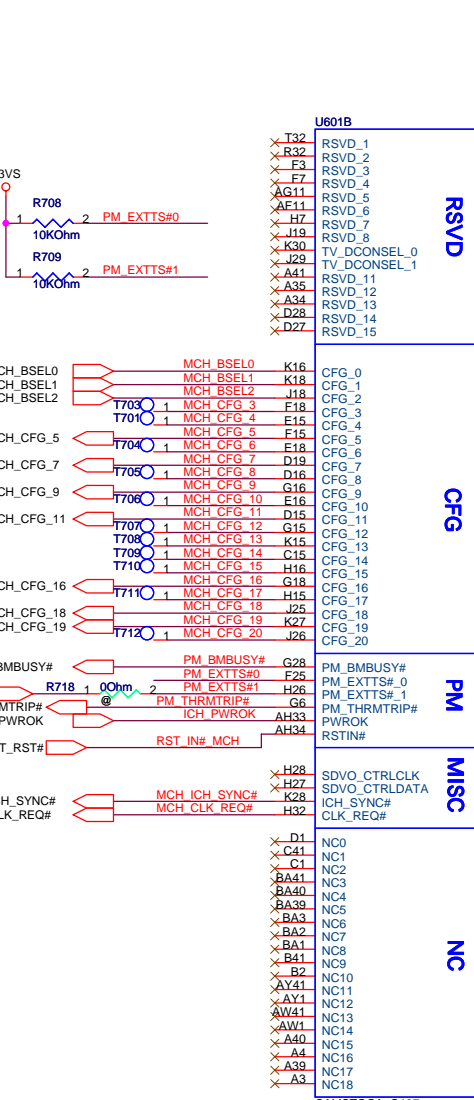 U601B
T32 RSVD_1
R32 RSVD_2
F3 RSVD_3
F7 RSVD_4
AG11 RSVD_5
AF11 RSVD_6
H7 RSVD_7
J19 RSVD_8
K30 TV_DCONSEL_0
J29 TV_DCONSEL_1
A41 RSVD_11
A35 RSVD_12
A34 RSVD_13
D28 RSVD_14
D27 RSVD_15
RSVD
3VS
R708
1 2 PM_EXTTS#0
10KOhm
R709
1 2 PM_EXTTS#1
10KOhm
CH_BSEL0 MCH_BSEL0 K16 CFG_0
CH_BSEL1 MCH_BSEL1 K18 CFG_1
CH_BSEL2 MCH_BSEL2 J18 CFG_2
T703 1 MCH_CFG_3 F18 CFG_3
T701 1 MCH_CFG_4 E15 CFG_4
CH_CFG_5 MCH_CFG_5 F15 CFG_5
T704 1 MCH_CFG_6 E18 CFG_6
CH_CFG_7 MCH_CFG_7 D19 CFG_7
T705 1 MCH_CFG_8 D16 CFG_8
CH_CFG_9 MCH_CFG_9 G16 CFG_9
T706 1 MCH_CFG_10 E16 CFG_10
CH_CFG_11 MCH_CFG_11 D15 CFG_11
T707 1 MCH_CFG_12 G15 CFG_12
T708 1 MCH_CFG_13 K15 CFG_13
T709 1 MCH_CFG_14 C15 CFG_14
T710 1 MCH_CFG_15 H16 CFG_15
CH_CFG_16 MCH_CFG_16 G18 CFG_16
T711 1 MCH_CFG_17 H15 CFG_17
CH_CFG_18 MCH_CFG_18 J25 CFG_18
CH_CFG_19 MCH_CFG_19 K27 CFG_19
T712 1 MCH_CFG_20 J26 CFG_20
CFG
BMBUSY# PM_BMBUSY# G28 PM_BMBUSY#
PM_EXTTS#0 F25 PM_EXTTS#_0
R718 1 0Ohm 2 PM_EXTTS#1 H26 PM_EXTTS#_1
@
MTRIP# PM_THRMTRIP# G6 PM_THRMTRIP#
PWROK ICH_PWROK AH33 PWROK
T_RST# RST_IN#_MCH AH34 RSTIN#
PM
H28 SDVO_CTRLCLK
H27 SDVO_CTRLDATA
H_SYNC# MCH_ICH_SYNC# K28 ICH_SYNC#
LK_REQ# MCH_CLK_REQ# H32 CLK_REQ#
MISC
D1 NC0
C41 NC1
C1 NC2
BA41 NC3
BA40 NC4
BA39 NC5
BA3 NC6
BA2 NC7
BA1 NC8
B41 NC9
B2 NC10
AY41 NC11
AY1 NC12
AW41 NC13
AW1 NC14
A40 NC15
A4 NC16
A39 NC17
A3 NC18
NC